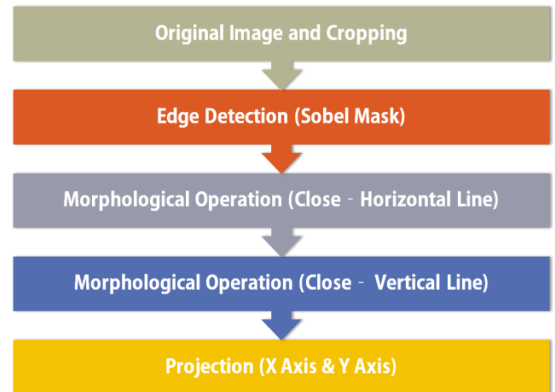 Original Image and Cropping
Edge Detection (Sobel Mask)
Morphological Operation (Close - Horizontal Line)
Morphological Operation (Close - Vertical Line)
Projection (X Axis & Y Axis)